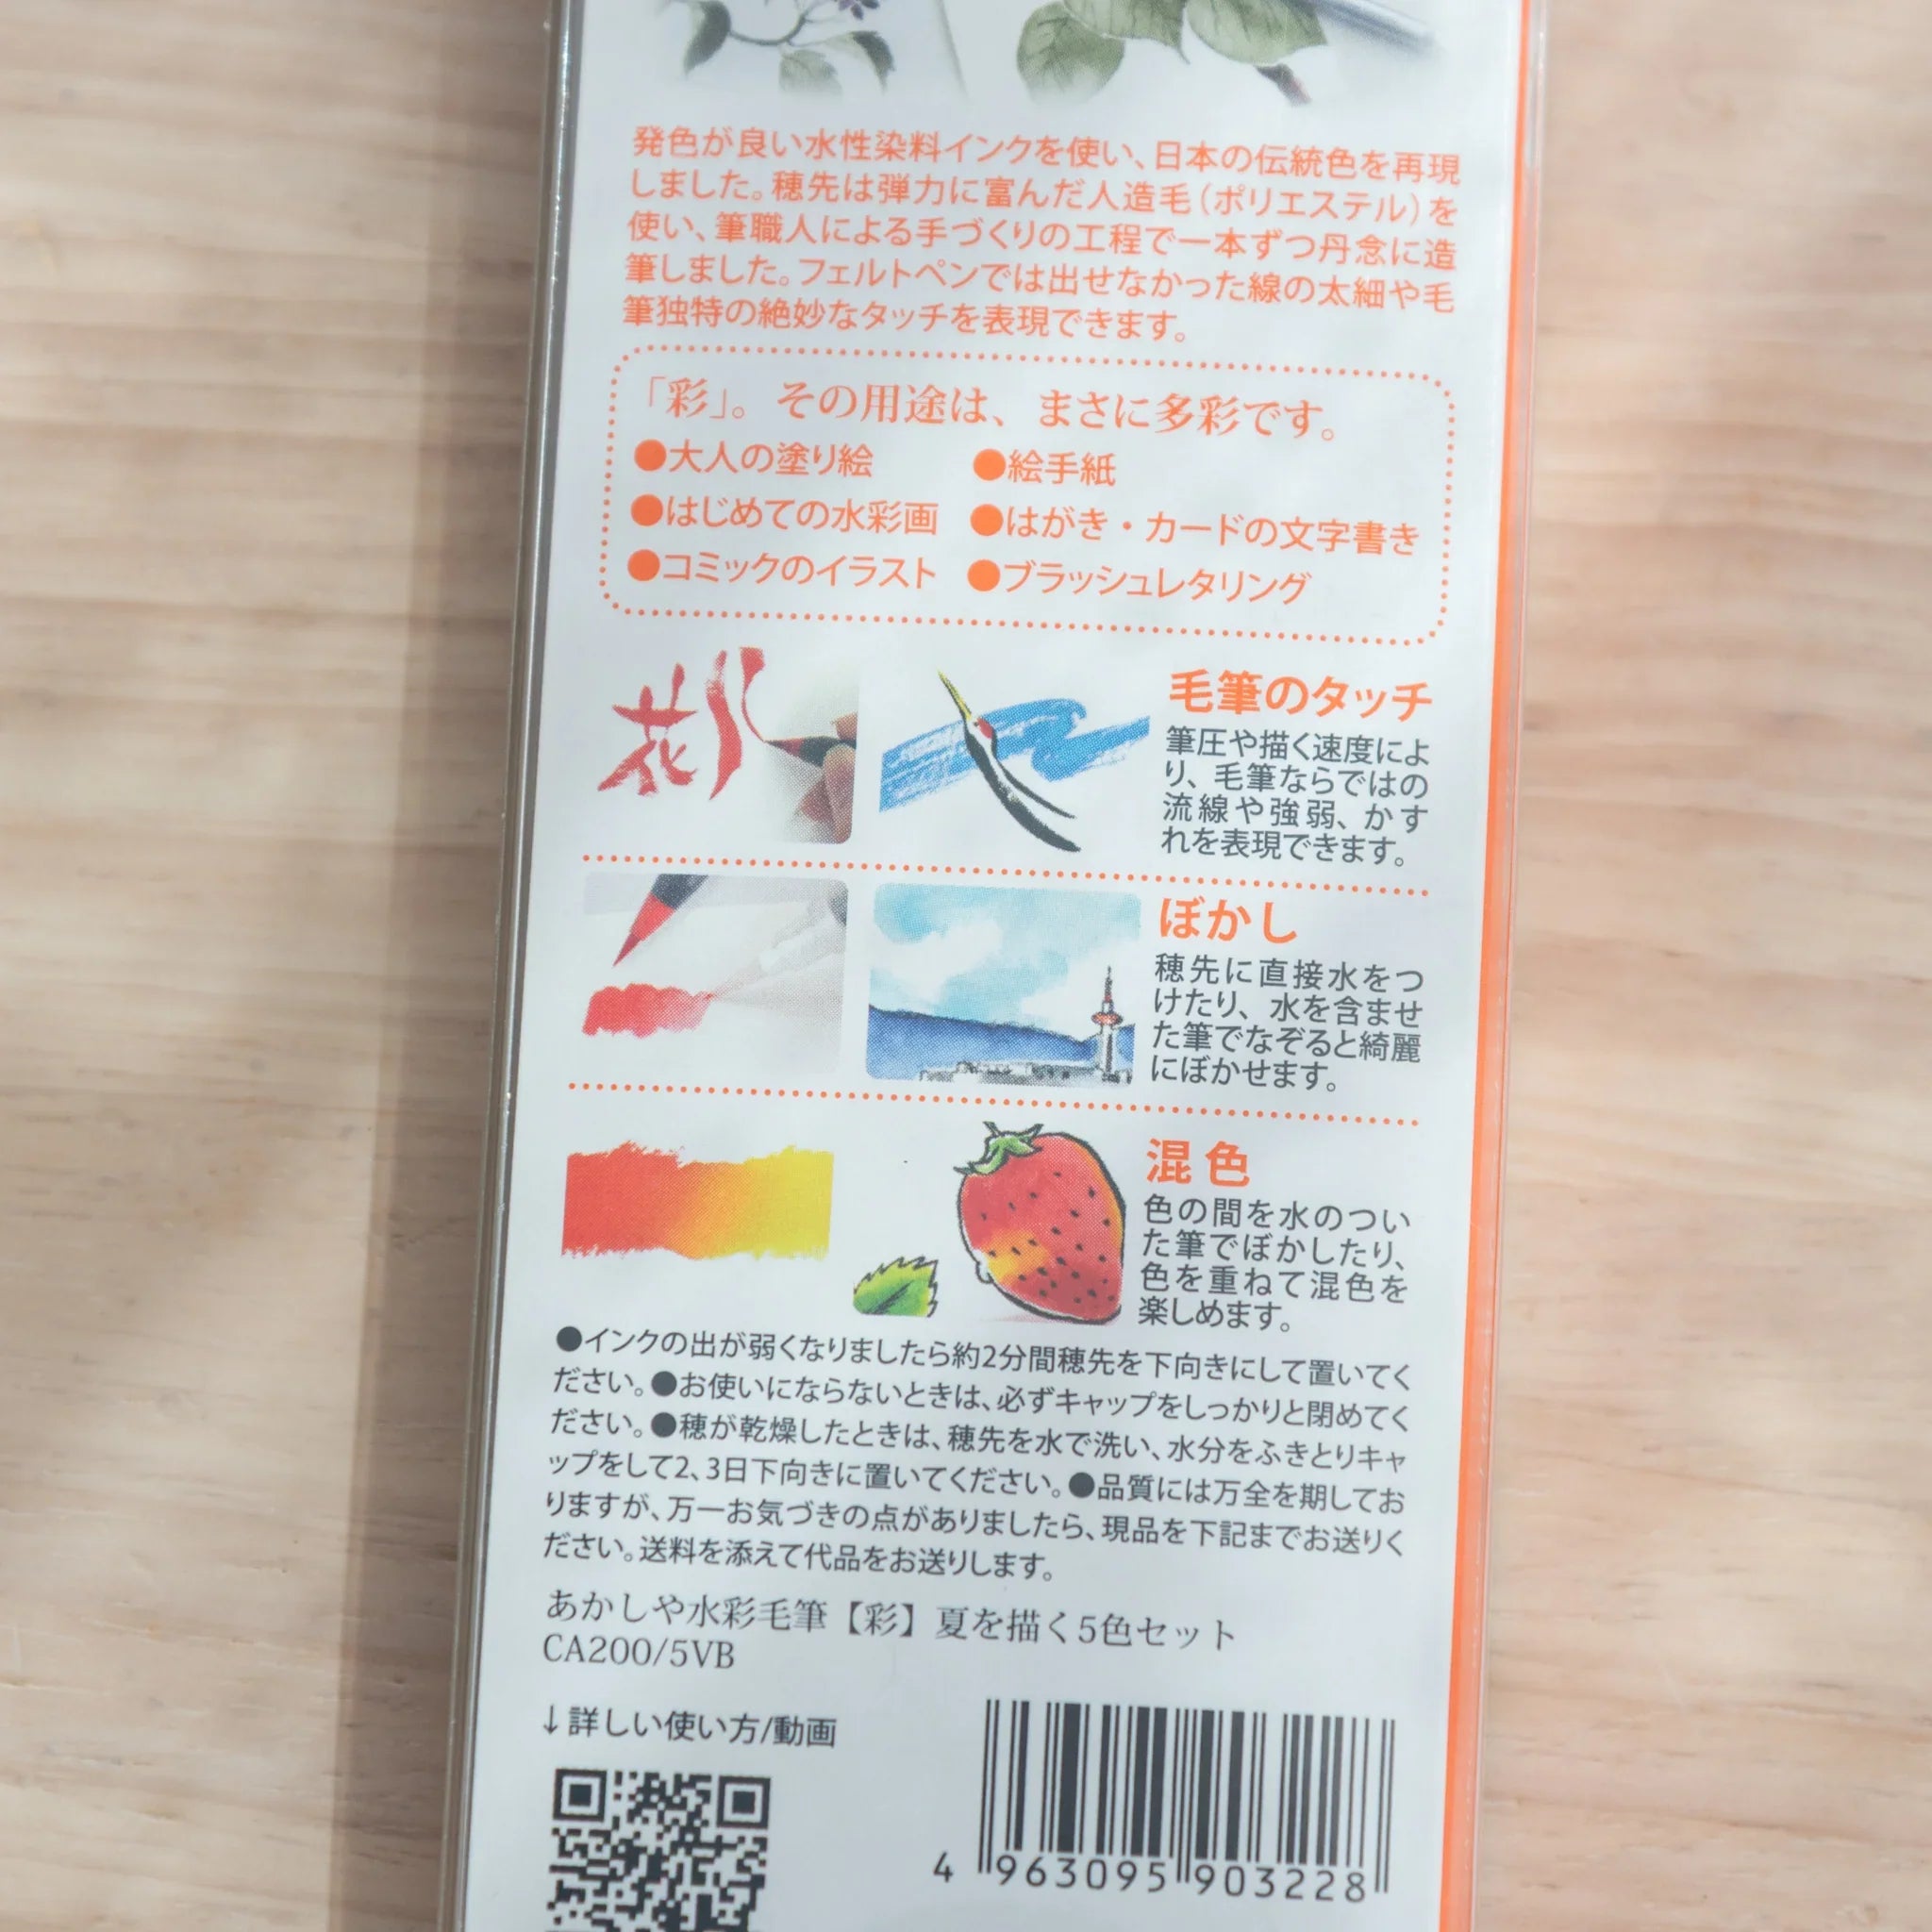 発色が良い水性染料インクを使い、日本の伝統色を再現
しました。穂先は弾力に富んだ人造毛(ポリエステル)を
使い、筆職人による手づくりの工程で一本ずつ丹念に造
筆しました。フェルトペンでは出せなかった線の太細や毛
筆独特の絶妙なタッチを表現できます。
「彩」。その用途は、まさに多彩です。
●大人の塗り絵
●絵手紙
●はじめての水彩画
●はがき・カードの文字書き
●コミックのイラスト
●ブラッシュレタリング
花
毛筆のタッチ
筆圧や描く速度によ
り、毛筆ならではの
流線や強弱、かす
れを表現できます。
ぼかし
穂先に直接水をつ
けたり、水を含ませ
た筆でなぞると綺麗
にぼかせます。
混色
色の間を水のつい
た筆でぼかしたり、
色を重ねて混色を
楽しめます。
●インクの出が弱くなりましたら約2分間穂先を下向きにして置いてく
ださい。●お使いにならないときは、必ずキャップをしっかりと閉めてく
ださい。●穂が乾燥したときは、穂先を水で洗い、水分をふきとりキャ
ップをして2、3日下向きに置いてください。●品質には万全を期してお
りますが、万一お気づきの点がありましたら、現品を下記までお送りく
ださい。送料を添えて代品をお送りします。
あかしや水彩毛筆【彩】夏を描く5色セット
CA200/5VB
↓詳しい使い方/動画
4 963095 903228